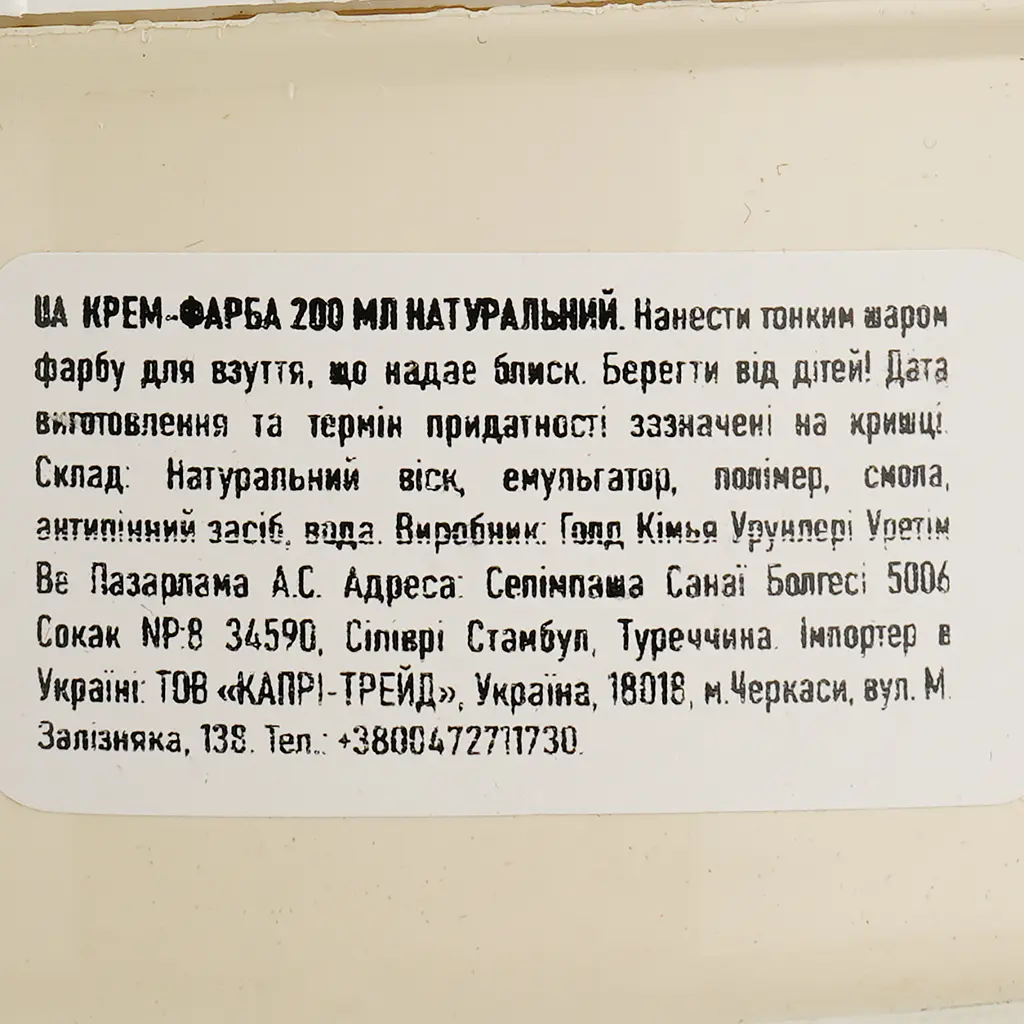 UA КРЕМ-ФАРБА 200 МЛ НАТУРАЛЬНИЙ. Нанести тонким шаром
фарбу для взуття, що надає блиск. Берегти від дітей! Дата
виготовлення та термін придатності зазначені на кришці.
Склад: Натуральний віск, емульгатор, полімер, смола,
антипінний засіб, вода. Виробник: Голд Кімья Урунлері Уретім
Ве Пазарлама А.С. Адреса: Селімпаша Санаї Болгесі 5006
Сокак NP:8 34590, Сіліврі Стамбул, Туреччина. Імпортер в
Україні: ТОВ «КАПРІ-ТРЕЙД», Україна, 18018, м.Черкаси, вул. М.
Залізняка, 138. Тел.: +3800472711730.